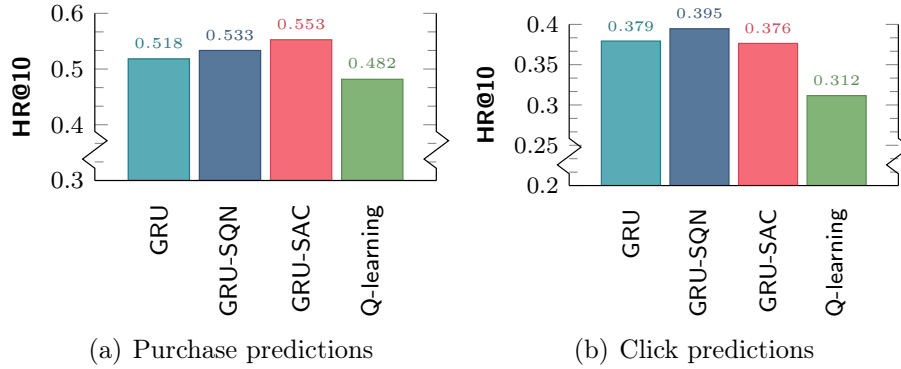 0.6
0.5
0.4
0.3
HR@10
0.518
0.533
0.553
0.482
GRU
GRU-SQN
GRU-SAC
Q-learning
(a) Purchase predictions
0.4
0.35
0.3
0.25
0.2
HR@10
0.379
0.395
0.376
0.312
GRU
GRU-SQN
GRU-SAC
Q-learning
(b) Click predictions